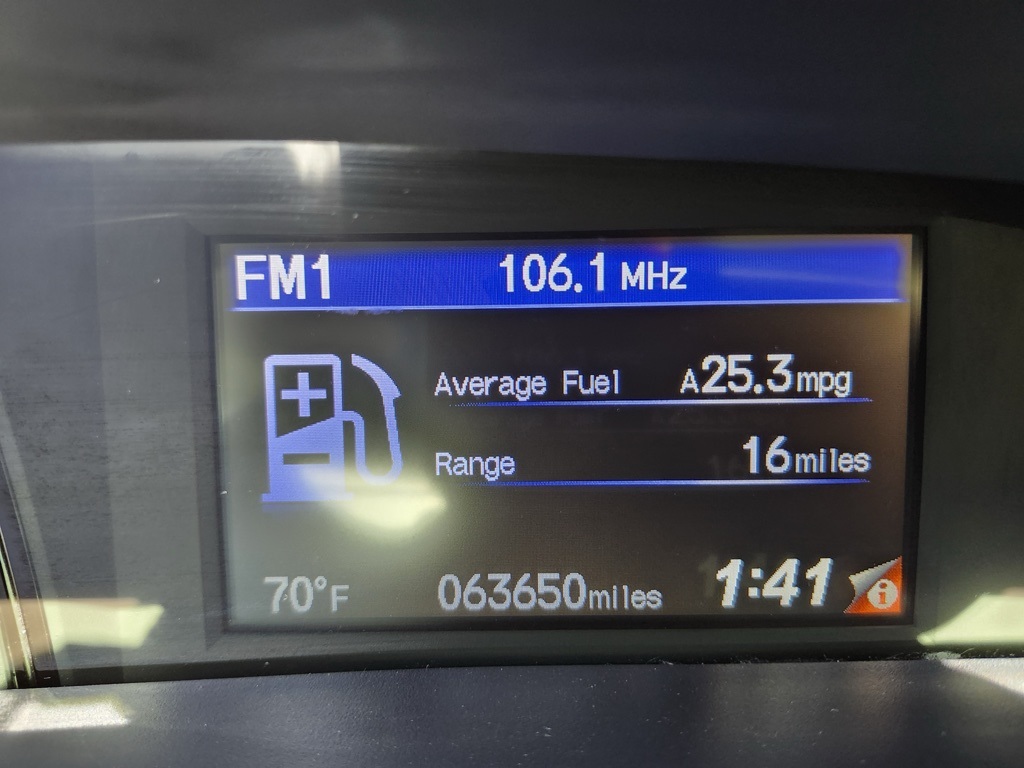 FM1 106.1 MHz
Average Fuel A25.3mpg
Range 16miles
70°F 063650miles 1:41 i